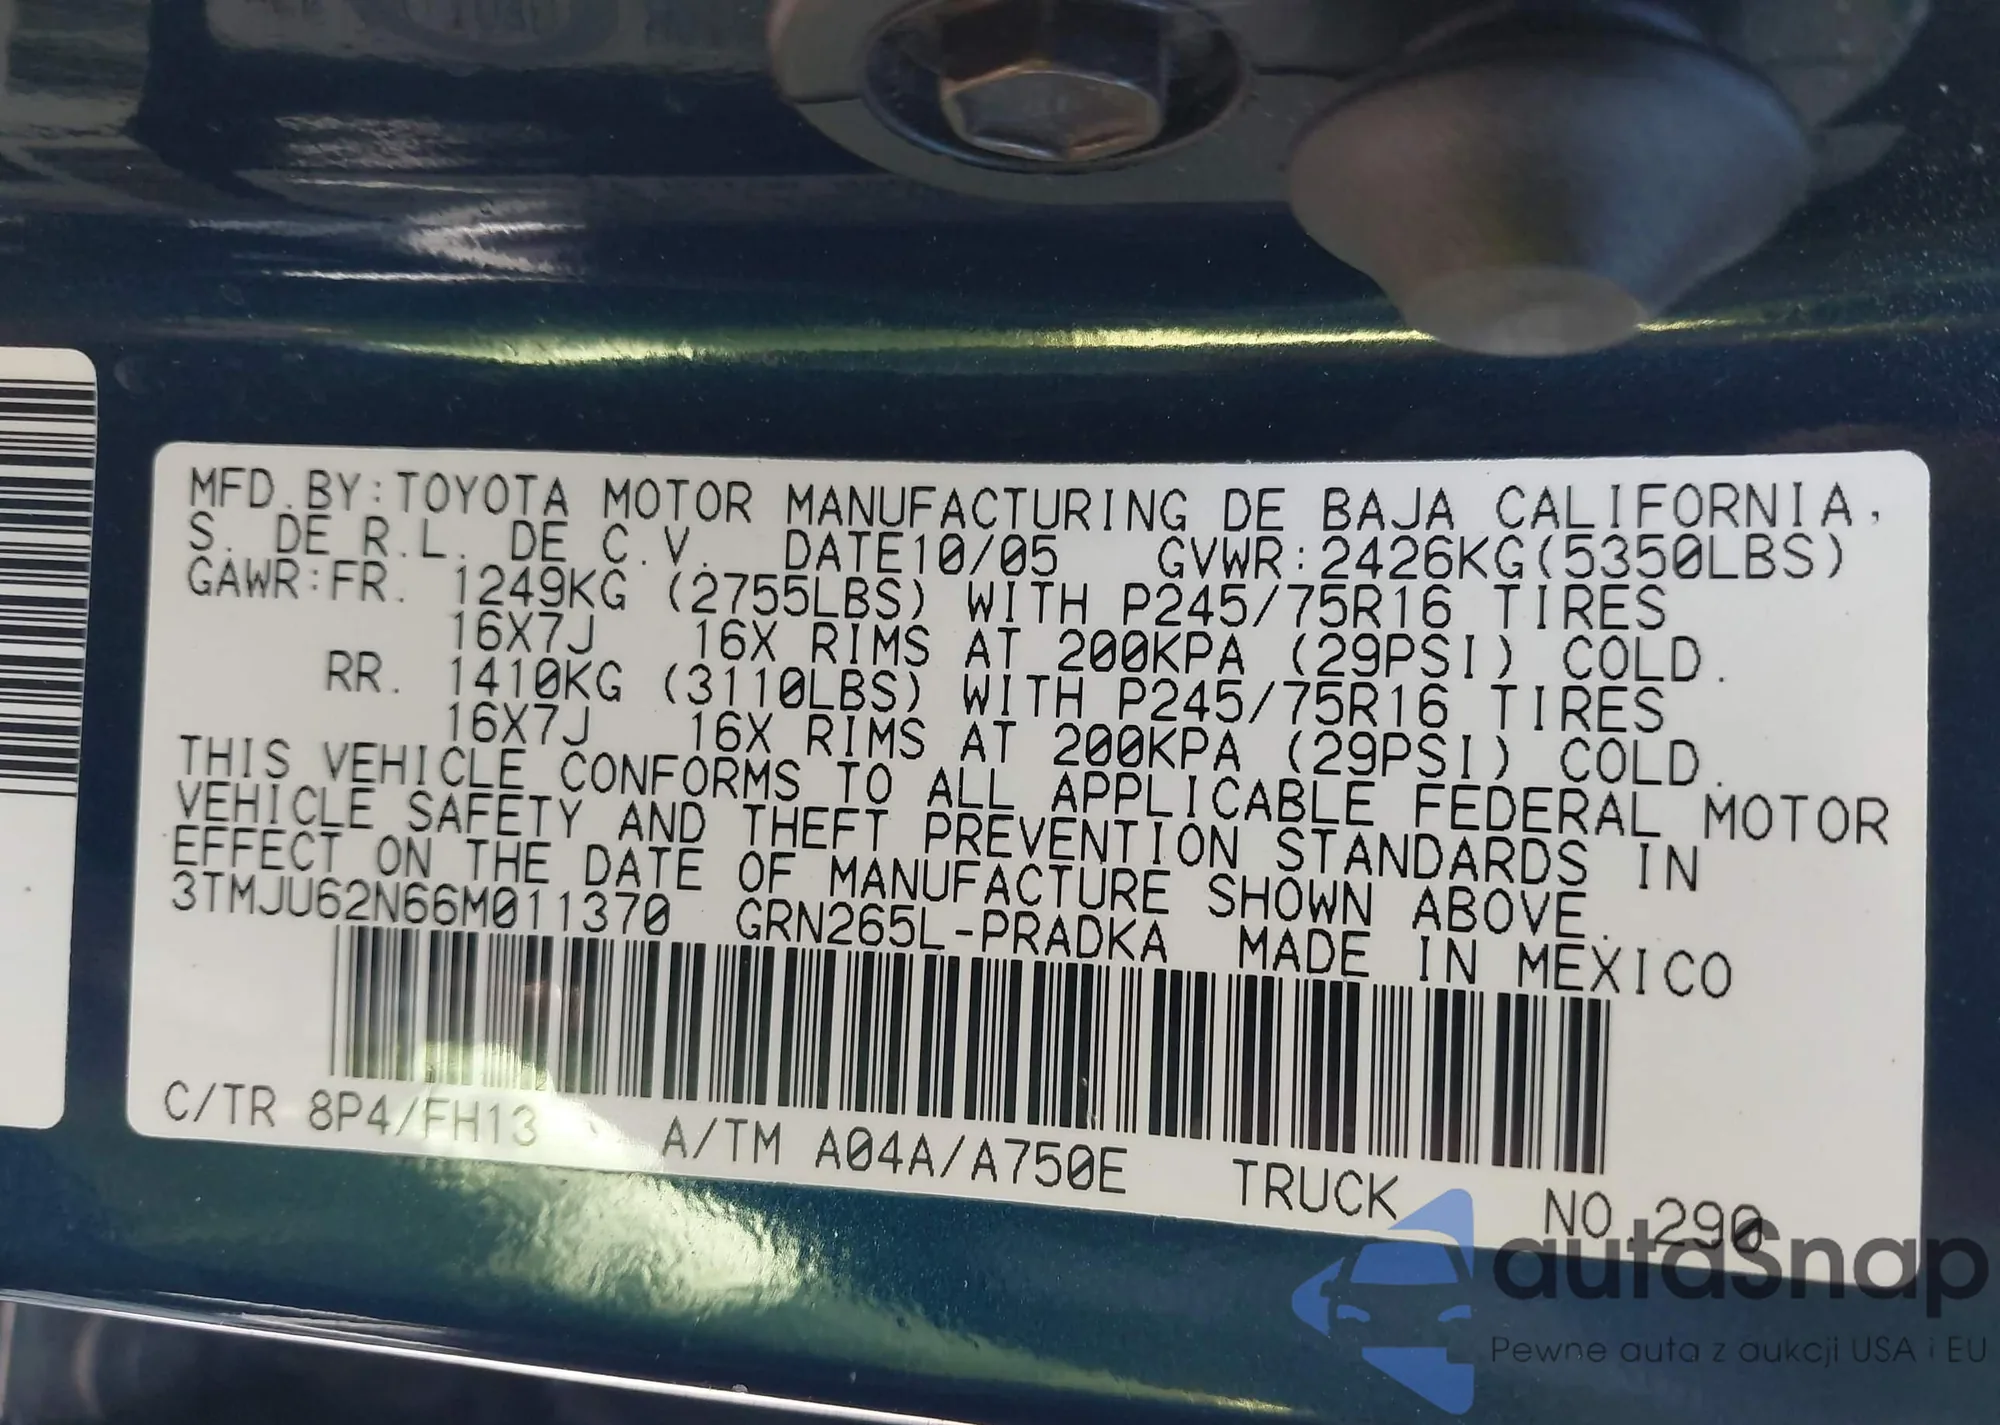 MFD.BY:TOYOTA MOTOR MANUFACTURING DE BAJA CALIFORNIA,
S. DE R.L. DE C.V. DATE10/05 GVWR:2426KG(5350LBS)
GAWR:FR. 1249KG (2755LBS) WITH P245/75R16 TIRES
16X7J 16X RIMS AT 200KPA (29PSI) COLD.
RR. 1410KG (3110LBS) WITH P245/75R16 TIRES
16X7J 16X RIMS AT 200KPA (29PSI) COLD.
THIS VEHICLE CONFORMS TO ALL APPLICABLE FEDERAL MOTOR
VEHICLE SAFETY AND THEFT PREVENTION STANDARDS IN
EFFECT ON THE DATE OF MANUFACTURE SHOWN ABOVE.
3TMJU62N66M011370 GRN265L-PRADKA MADE IN MEXICO
C/TR 8P4/FH13 A/TM A04A/A750E TRUCK NO.290
autaSnap
Pewne auta z aukcji USA i EU